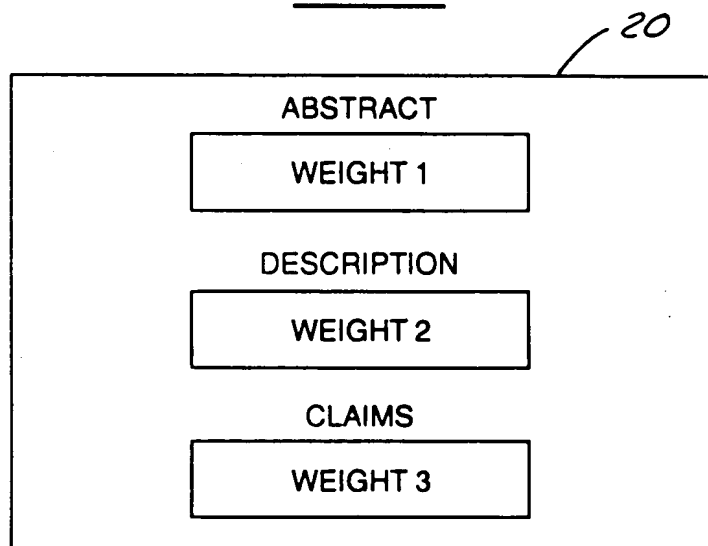 20
ABSTRACT
WEIGHT 1
DESCRIPTION
WEIGHT 2
CLAIMS
WEIGHT 3